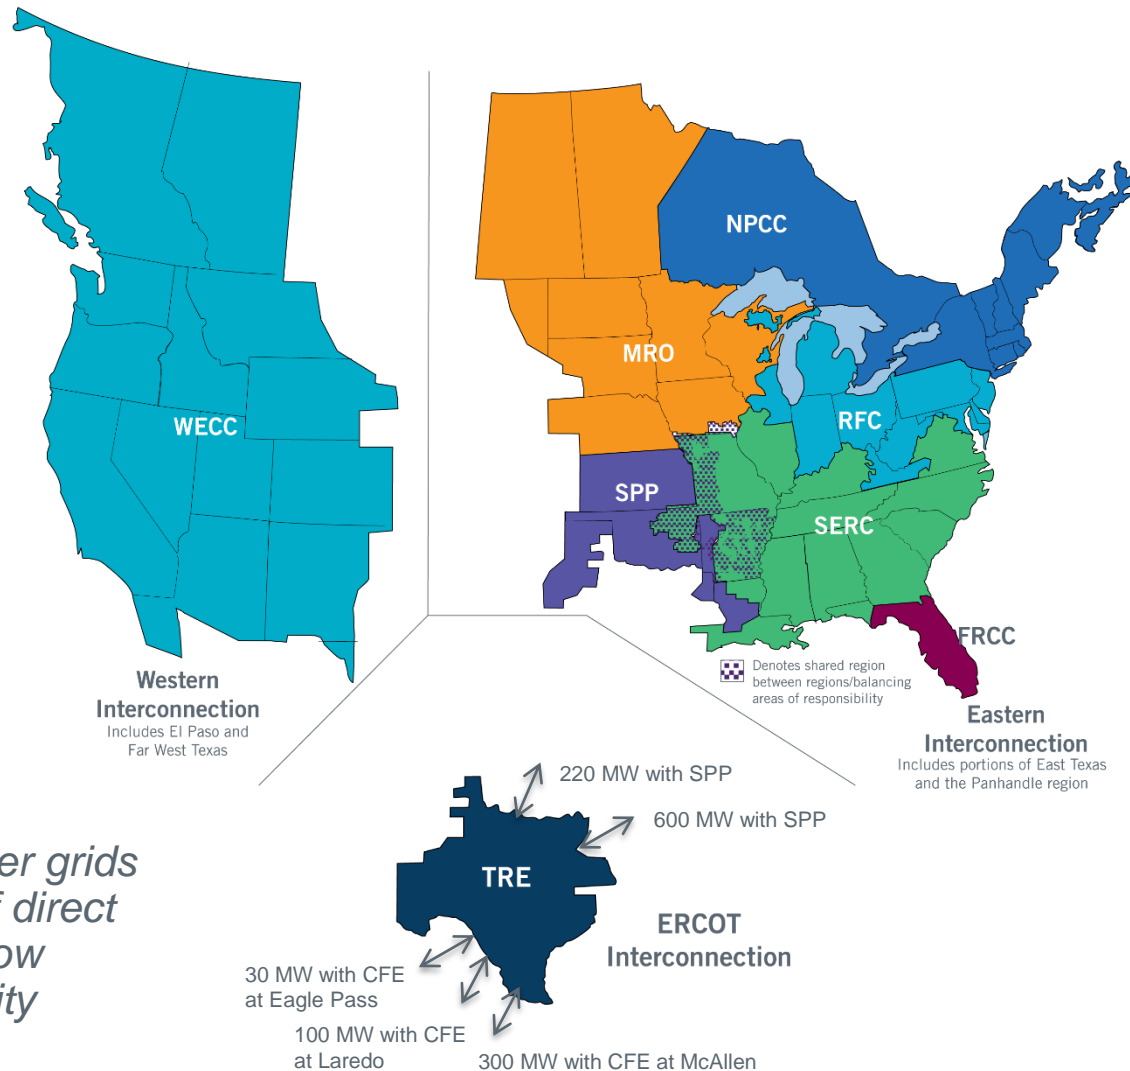 NPCC
MRO
WECC
RFC
SPP
SERC
FRCC
Denotes shared region
between regions/balancing
areas of responsibility
Western
Interconnection
Includes El Paso and
Far West Texas
Eastern
Interconnection
Includes portions of East Texas
and the Panhandle region
220 MW with SPP
600 MW with SPP
TRE
ERCOT
Interconnection
grids
direct
30 MW with CFE
at Eagle Pass
100 MW with CFE
at Laredo
300 MW with CFE at McAllen